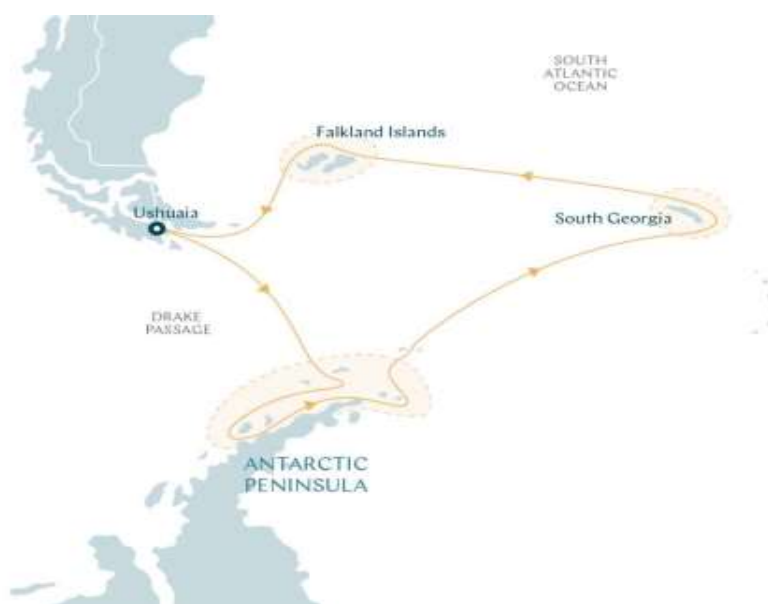 SOUTH
ATLANTIC
OCEAN
Falkland Islands
Ushuaia
South Georgia
DRAKE
PASSAGE
ANTARCTIC
PENINSULA